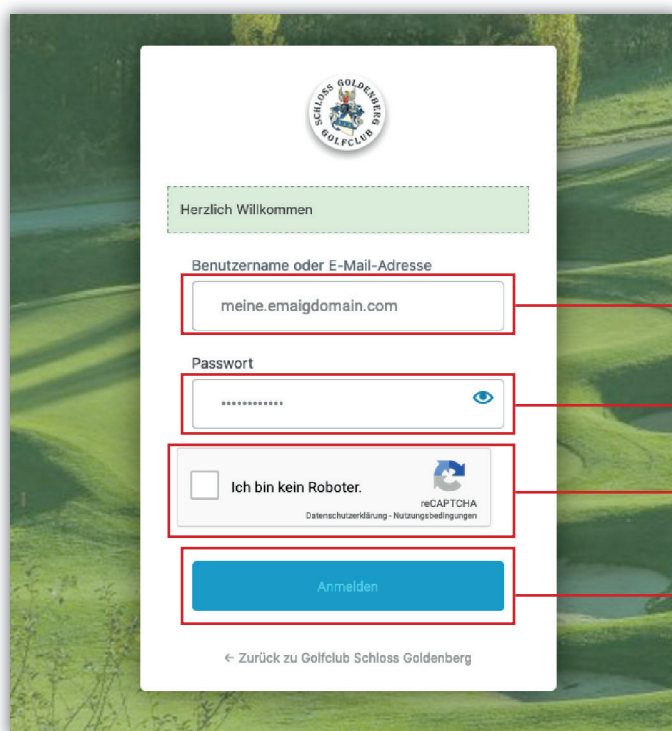 SCHLOSS GOLDENBERG
GOLFCLUB
Herzlich Willkommen
Benutzername oder E-Mail-Adresse
meine.emaigdomain.com
Passwort
••••••••••••
Ich bin kein Roboter.
reCAPTCHA
Datenschutzerklärung - Nutzungsbedingungen
Anmelden
← Zurück zu Golfclub Schloss Goldenberg